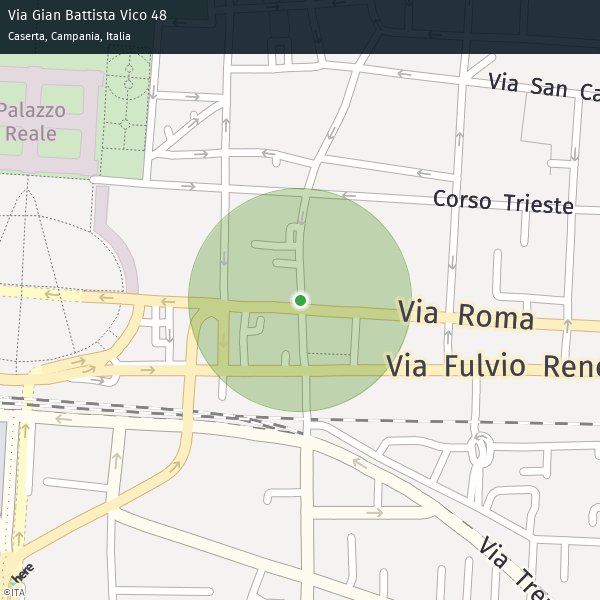 Via Gian Battista Vico 48
Caserta, Campania, Italia
Via San Ca
Palazzo
Reale
Corso Trieste
Via Roma
Via Fulvio Rene
Via Tre
here
©ITA